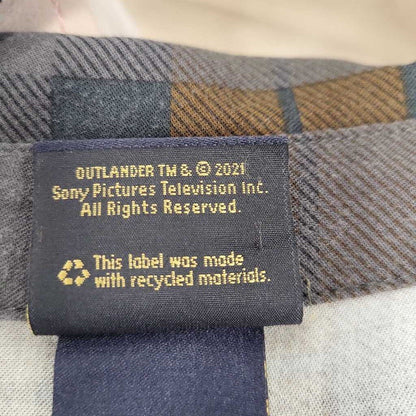 OUTLANDER TM & © 2021
Sony Pictures Television Inc.
All Rights Reserved.
This label was made
with recycled materials.